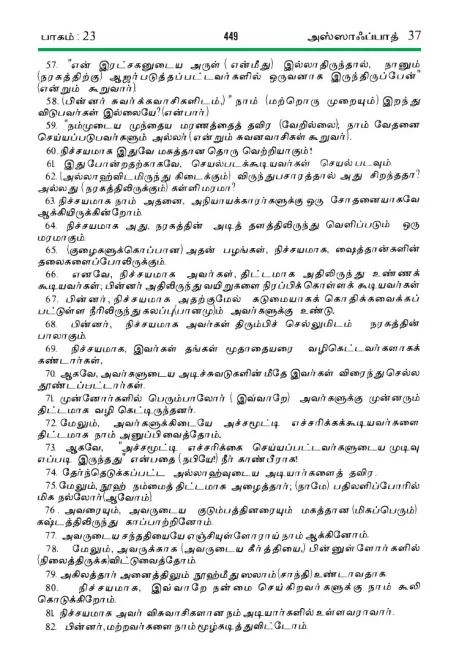 பாகம் : 23 449 அஸ்ஸாஃப்பாத் 37
57. "என் இரட்சகனுடைய அருள் ( என்மீது) இல்லாதிருந்தால், நானும்
(நரகத்திற்கு) ஆஜர்படுத்தப்பட்டவர்களில் ஒருவனாக இருந்திருப்பேன்"
(என்றும் கூறுவார்).
58. (பின்னர் சுவர்க்கவாசிகளிடம்,) "நாம் (மற்றொரு முறையும்) இறந்து
விடுபவர்கள் இல்லையே? (என்பார்.)
59. "நம்முடைய முந்தைய மரணத்தைத் தவிர (வேறில்லை); நாம் வேதனை
செய்யப்படுபவர்களும் அல்லர் (என்றும் சுவனவாசிகள் கூறுவர்).
60. நிச்சயமாக இதுவே மகத்தான தொரு வெற்றியாகும்!
61. இதுபோன்றதற்காகவே, செயல்படக்கூடியவர்கள் செயல் படவும்.
62. (அல்லாஹ்விடமிருந்து கிடைக்கும்) விருந்துபசாரத்தால் அது சிறந்ததா?
அல்லது (நரகத்திலிருக்கும்) கள்ளி மரமா?
63. நிச்சயமாக நாம் அதனை, அநியாயக்காரர்களுக்கு ஒரு சோதனையாகவே
ஆக்கியிருக்கின்றோம்.
64. நிச்சயமாக அது, நரகத்தின் அடித் தளத்திலிருந்து வெளிப்படும் ஒரு
மரமாகும்.
65. (குழைகளுக்கொப்பான) அதன் பழங்கள், நிச்சயமாக, ஷைத்தான்களின்
தலைகளைப்போலிருக்கும்.
66. எனவே, நிச்சயமாக அவர்கள், திட்டமாக அதிலிருந்து உண்ணக்
கூடியவர்கள்; பின்னர் அதிலிருந்து வயிறுகளை நிரப்பிக்கொள்ளக் கூடியவர்கள்
67. பின்னர், நிச்சயமாக அதற்குமேல் கடுமையாகக் கொதிக்கவைக்கப்
பட்டுள்ள நீரிலிருந்து கலப்பு(பானமு)ம் அவர்களுக்கு உண்டு.
68. பின்னர், நிச்சயமாக அவர்கள் திரும்பிச் செல்லுமிடம் நரகத்தின்
பாலாகும்.
69. நிச்சயமாக, இவர்கள் தங்கள் மூதாதையரை வழிகெட்டவர்களாகக்
கண்டார்கள்,
70. ஆகவே, அவர்களுடைய அடிச்சுவடுகளின் மீதே இவர்கள் விரைந்து செல்ல
தூண்டப்பட்டார்கள்.
71. முன்னோர்களில் பெரும்பாலோர் ( இவ்வாறே) அவர்களுக்கு முன்னரும்
திட்டமாக வழி கெட்டிருந்தனர்.
72. மேலும், அவர்களுக்கிடையே அச்சமூட்டி எச்சரிக்கக்கூடியவர்களை
திட்டமாக நாம் அனுப்பிவைத்தோம்.
73 ஆகவே, "அச்சமூட்டி எச்சரிக்கை செய்யப்பட்டவர்களுடைய முடிவு
எப்படி இருந்தது" என்பதை (நபியே!) நீர் காண்பீராக!
74. தேர்ந்தெடுக்கப்பட்ட அல்லாஹ்வுடைய அடியார்களைத் தவிர .
75. மேலும், நூஹ் நம்மைத் திட்டமாக அழைத்தார்; (நாமே) பதிலளிப்போரில்
மிக நல்லோர் (ஆவோம்)
76 . அவரையும், அவருடைய குடும்பத்தினரையும் மகத்தான (மிகப்பெரும்)
கஷ்டத்திலிருந்து காப்பாற்றினோம்.
77. அவருடைய சந்ததியையே எஞ்சியுள்ளோராய் நாம் ஆக்கினோம்.
78. மேலும், அவருக்காக (அவருடைய கீர்த்தியை,) பின்னுள்ளோர்களில்
(நிலைத்திருக்க)விட்டுவைத்தோம்.
79. அகிலத்தார் அனைத்திலும் நூஹ்மீது ஸலாம் (சாந்தி) உண்டாவதாக.
80. நிச்சயமாக, இவ்வாறே நன்மை செய்கிறவர்களுக்கு நாம் கூலி
கொடுக்கிறோம்.
81. நிச்சயமாக அவர் விசுவாசிகளான நம் அடியார்களில் உள்ளவராவார்.
82. பின்னர், மற்றவர்களை நாம் மூழ்கடித்துவிட்டோம்.